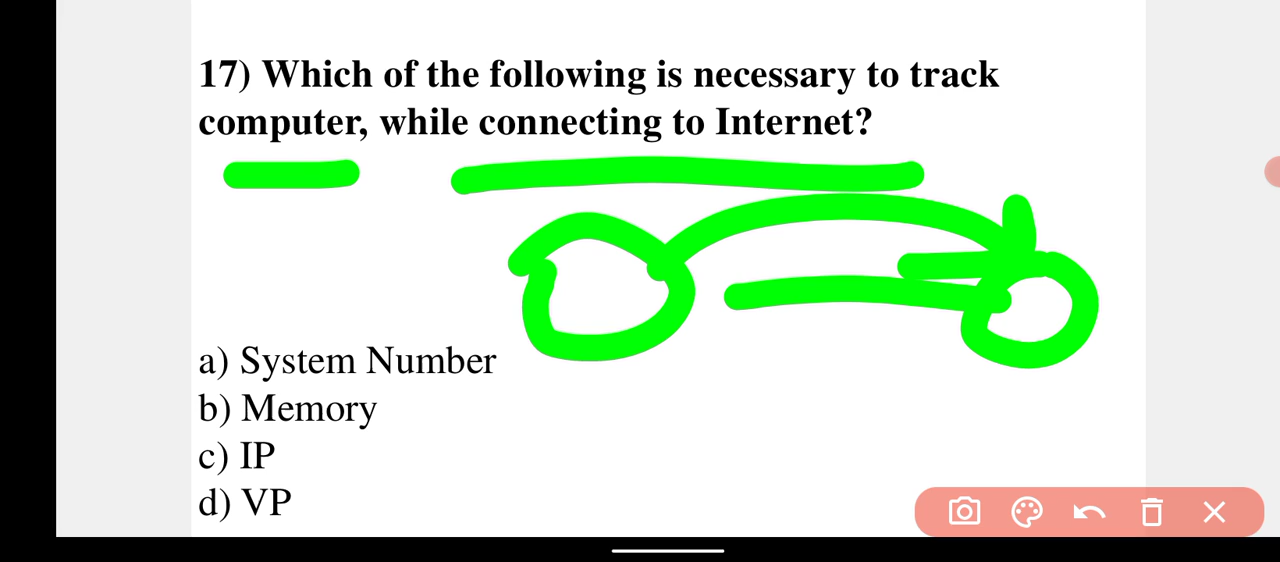 17) Which of the following is necessary to track
computer, while connecting to Internet?
a) System Number
b) Memory
c) IP
d) VP